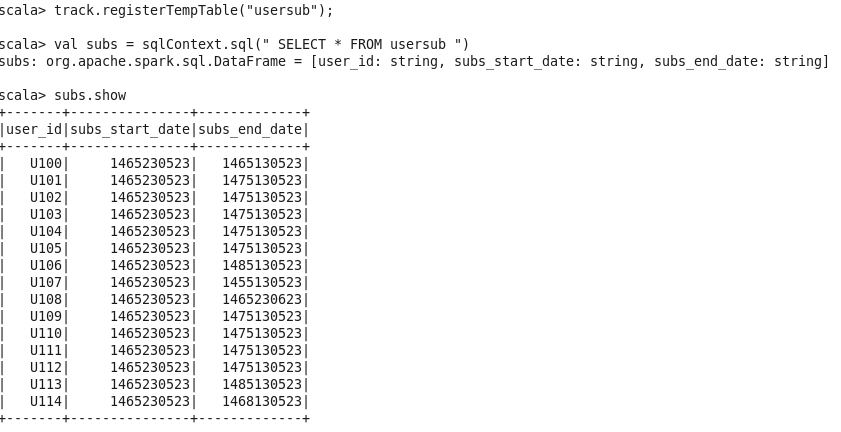 scala> track.registerTempTable("usersub");
scala> val subs = sqlContext.sql(" SELECT * FROM usersub ")
subs: org.apache.spark.sql.DataFrame = [user_id: string, subs_start_date: string, subs_end_date: string]
scala> subs.show
+-------+---------------+-------------+
|user_id|subs_start_date|subs_end_date|
+-------+---------------+-------------+
|   U100|     1465230523|   1465130523|
|   U101|     1465230523|   1475130523|
|   U102|     1465230523|   1475130523|
|   U103|     1465230523|   1475130523|
|   U104|     1465230523|   1475130523|
|   U105|     1465230523|   1475130523|
|   U106|     1465230523|   1485130523|
|   U107|     1465230523|   1455130523|
|   U108|     1465230523|   1465230623|
|   U109|     1465230523|   1475130523|
|   U110|     1465230523|   1475130523|
|   U111|     1465230523|   1475130523|
|   U112|     1465230523|   1475130523|
|   U113|     1465230523|   1485130523|
|   U114|     1465230523|   1468130523|
+-------+---------------+-------------+